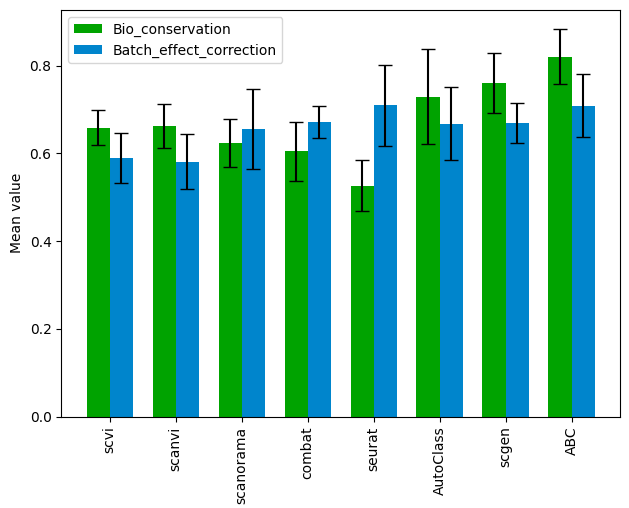 Bio_conservation
Batch_effect_correction
Mean value
0.8
0.6
0.4
0.2
0.0
scvi
scanvi
scanorama
combat
seurat
AutoClass
scgen
ABC